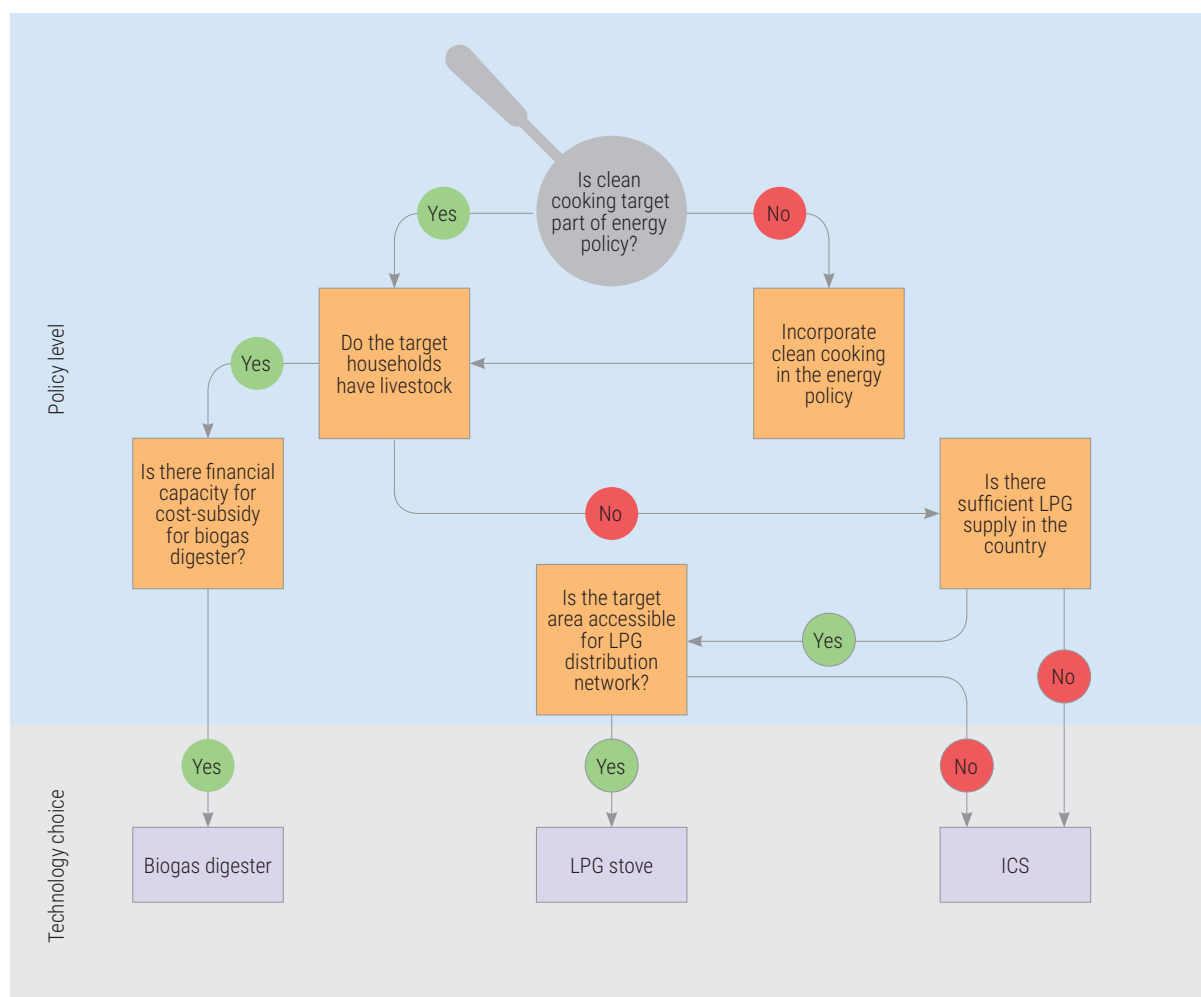 Is clean
cooking target
part of energy
policy?
Yes
No
Do the target
households
have livestock
Incorporate
clean cooking
in the energy
policy
Yes
Policy level
Is there financial
capacity for
cost-subsidy
for biogas
digester?
No
Is there
sufficient LPG
supply in the
country
Is the target
area accessible
for LPG
distribution
network?
Yes
No
Yes
Yes
No
Technology choice
Biogas digester
LPG stove
ICS